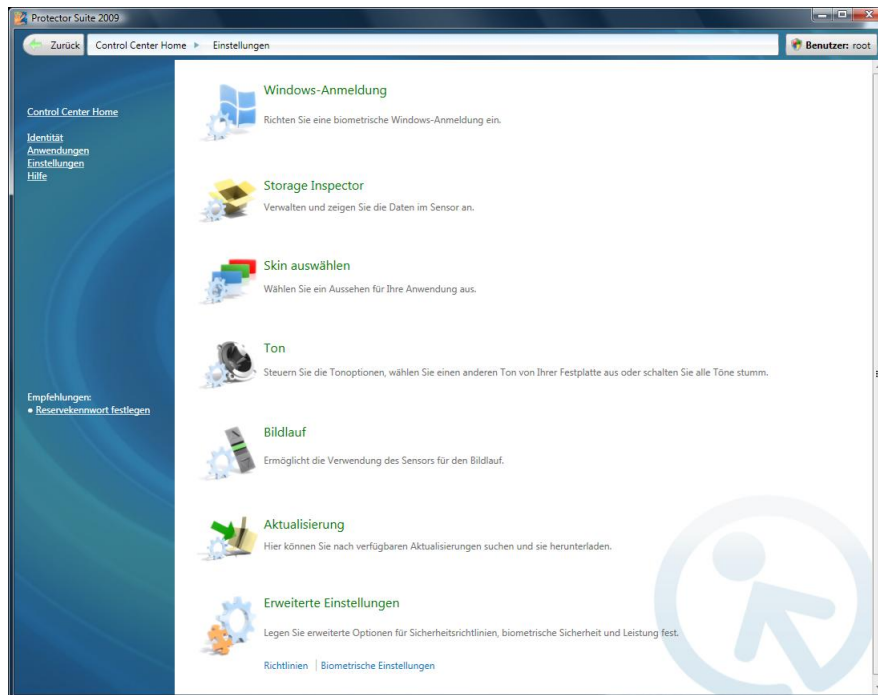 Protector Suite 2009
Zurück
Control Center Home
Einstellungen
Benutzer: root
Control Center Home
Identität
Anwendungen
Einstellungen
Hilfe
Empfehlungen:
• Reservekennwort festlegen
Windows-Anmeldung
Richten Sie eine biometrische Windows-Anmeldung ein.
Storage Inspector
Verwalten und zeigen Sie die Daten im Sensor an.
Skin auswählen
Wählen Sie ein Aussehen für Ihre Anwendung aus.
Ton
Steuern Sie die Tonoptionen, wählen Sie einen anderen Ton von Ihrer Festplatte aus oder schalten Sie alle Töne stumm.
Bildlauf
Ermöglicht die Verwendung des Sensors für den Bildlauf.
Aktualisierung
Hier können Sie nach verfügbaren Aktualisierungen suchen und sie herunterladen.
Erweiterte Einstellungen
Legen Sie erweiterte Optionen für Sicherheitsrichtlinien, biometrische Sicherheit und Leistung fest.
Richtlinien | Biometrische Einstellungen